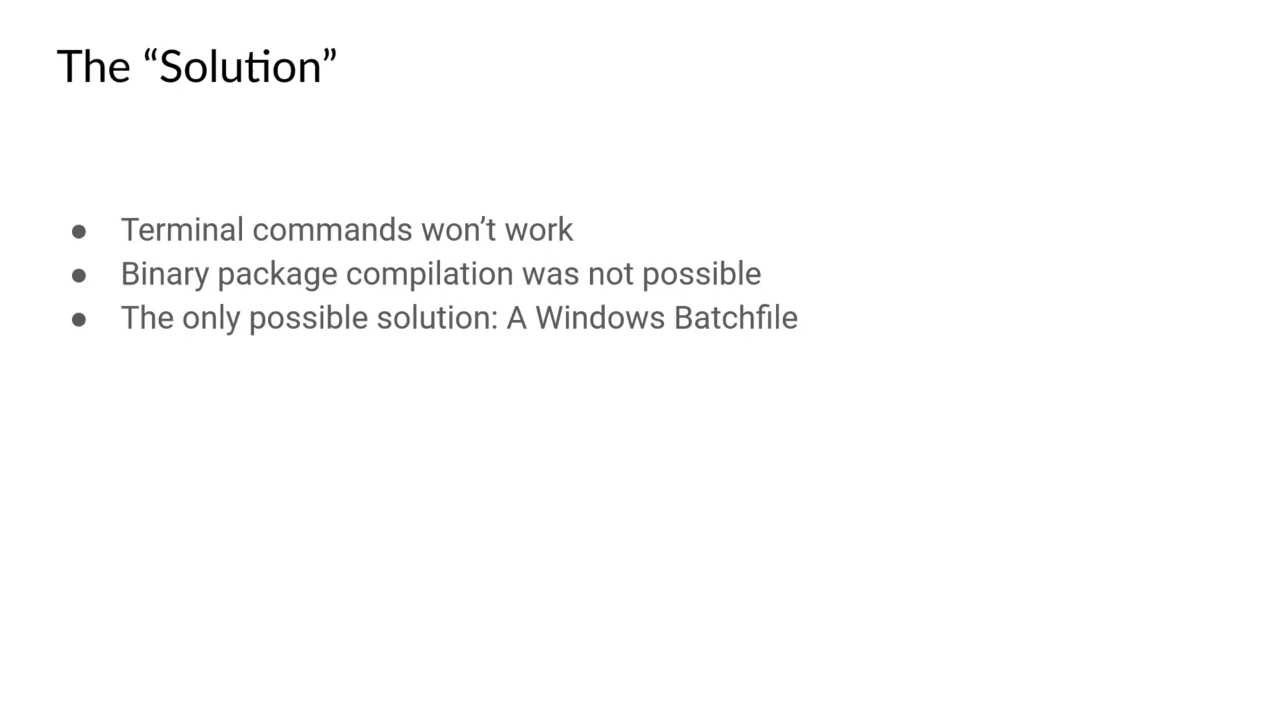 The “Solution”
● Terminal commands won’t work
● Binary package compilation was not possible
● The only possible solution: A Windows Batchfile